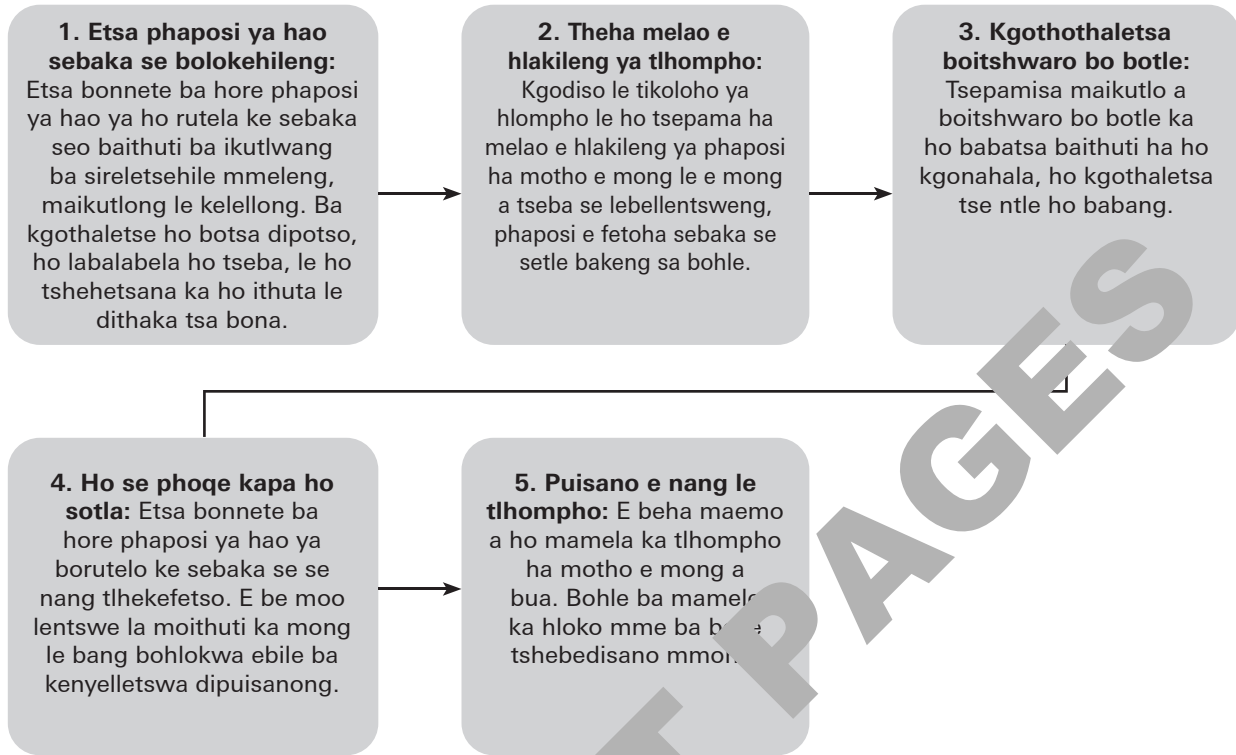 1. Etsa phaposi ya hao
sebaka se bolokehileng:
Etsa bonnete ba hore phaposi
ya hao ya ho rutela ke sebaka
seo baithuti ba ikutlwang
ba sireletsehile mmeleng,
maikutlong le kelellong. Ba
kgothaletse ho botsa dipotso,
ho labalabela ho tseba, le ho
tshehetsana ka ho ithuta le
dithaka tsa bona.
2. Theha melao e
hlakileng ya tlhompho:
Kgodiso le tikoloho ya
hlompho le ho tsepama ha
melao e hlakileng ya phaposi
ha motho e mong le e mong
a tseba se lebellentsweng,
phaposi e fetoha sebaka se
setle bakeng sa bohle.
3. Kgothothaletsa
boitshwaro bo botle:
Tsepamisa maikutlo a
boitshwaro bo botle ka
ho babatsa baithuti ha ho
kgonahala, ho kgothaletsa
tse ntle ho babang.
4. Ho se phoqe kapa ho
sotla: Etsa bonnete ba
hore phaposi ya hao ya
borutelo ke sebaka se se
nang tlhekefetso. E be moo
lentswe la moithuti ka mong
le bang bohlokwa ebile ba
kenyelletswa dipuisanong.
5. Puisano e nang le
tlhompho: E beha maemo
a ho mamela ka tlhompho
ha motho e mong a
bua. Bohle ba
ka hloko mme ba
tshebedisano
PAGES